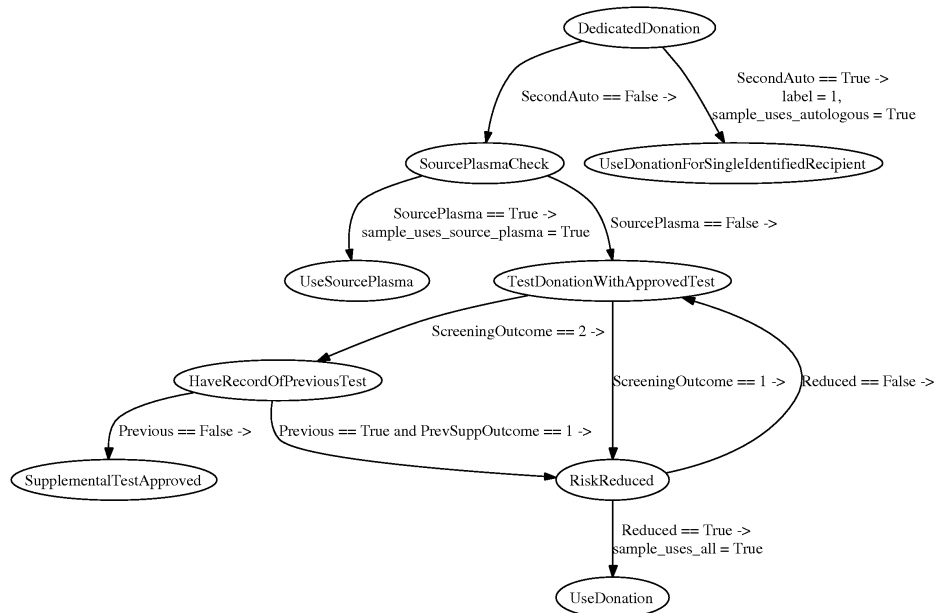 DedicatedDonation
SecondAuto == False ->
SecondAuto == True ->
label = 1,
sample_uses_autologous = True
SourcePlasmaCheck
UseDonationForSingleIdentifiedRecipient
SourcePlasma == True ->
sample_uses_source_plasma = True
SourcePlasma == False ->
UseSourcePlasma
TestDonationWithApprovedTest
ScreeningOutcome == 2 ->
HaveRecordOfPreviousTest
ScreeningOutcome == 1 ->
Reduced == False ->
Previous == False ->
Previous == True and PrevSuppOutcome == 1 ->
SupplementalTestApproved
RiskReduced
Reduced == True ->
sample_uses_all = True
UseDonation